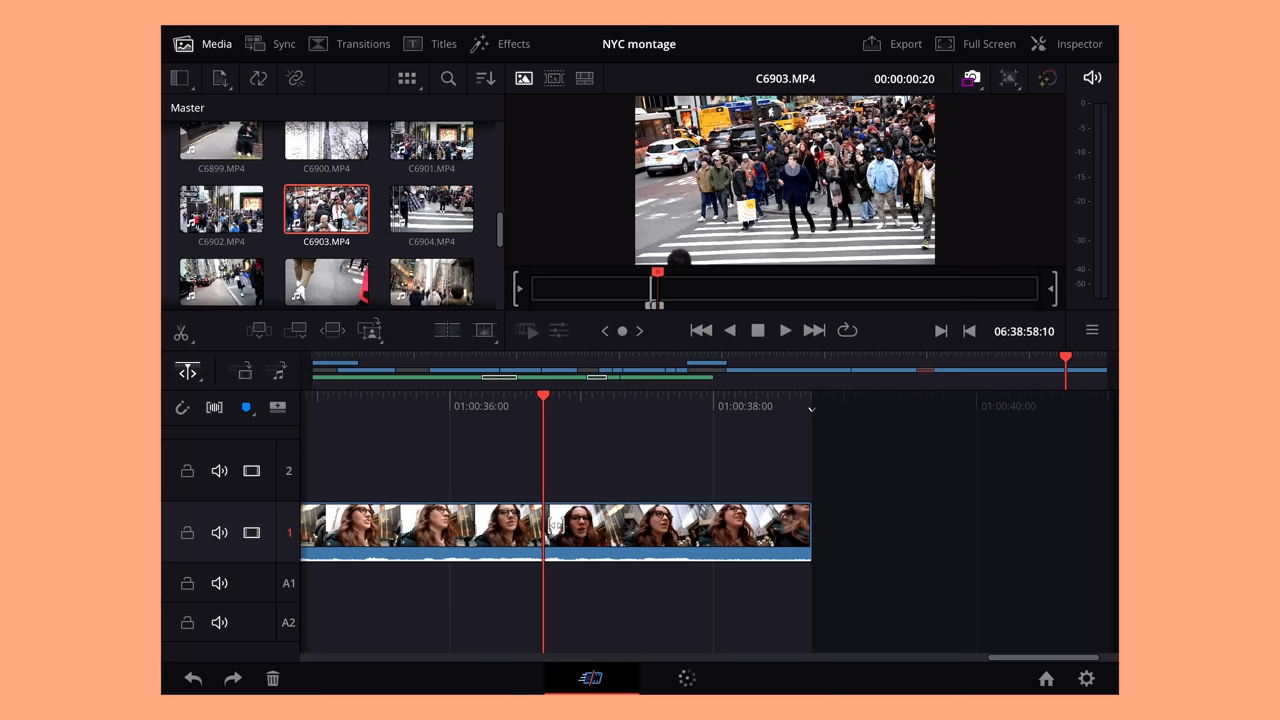 Media Sync Transitions Titles Effects NYC montage Export Full Screen Inspector
C6903.MP4 00:00:00:20
Master
0
-5
-10
-15
-20
-30
-40
-50
C6899.MP4 C6900.MP4 C6901.MP4
C6902.MP4 C6903.MP4 C6904.MP4
06:38:58:10
01:00:36:00 01:00:38:00 01:00:40:00
2
1
A1
A2